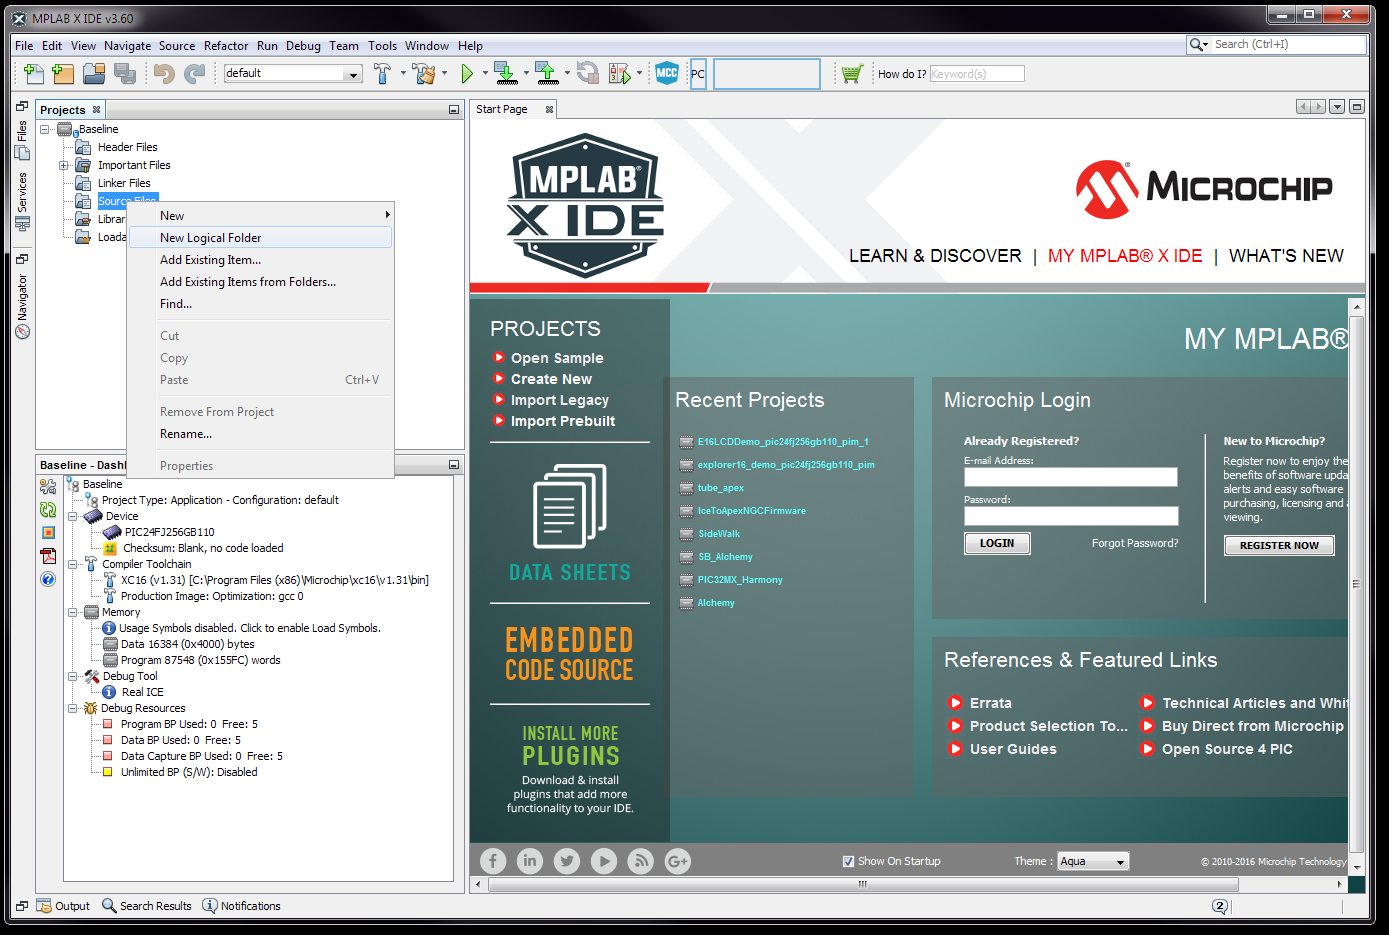 MPLAB X IDE v3.60
File Edit View Navigate Source Refactor Run Debug Team Tools Window Help
Search (Ctrl+I)
default
MCC
PC
How do I?
Keyword(s)
Files
Services
Navigator
Projects
Baseline
Header Files
Important Files
Linker Files
Source Files
Librar
Loada
New
New Logical Folder
Add Existing Item...
Add Existing Items from Folders...
Find...
Cut
Copy
Paste Ctrl+V
Remove From Project
Rename...
Properties
Baseline - Dashl
Baseline
Project Type: Application - Configuration: default
Device
PIC24FJ256GB110
Checksum: Blank, no code loaded
Compiler Toolchain
XC16 (v1.31) [C:\Program Files (x86)\Microchip\xc16\v1.31\bin]
Production Image: Optimization: gcc 0
Memory
Usage Symbols disabled. Click to enable Load Symbols.
Data 16384 (0x4000) bytes
Program 87548 (0x155FC) words
Debug Tool
Real ICE
Debug Resources
Program BP Used: 0 Free: 5
Data BP Used: 0 Free: 5
Data Capture BP Used: 0 Free: 5
Unlimited BP (S/W): Disabled
Start Page
MPLAB®
X IDE
MICROCHIP
LEARN & DISCOVER | MY MPLAB® X IDE | WHAT'S NEW
PROJECTS
Open Sample
Create New
Import Legacy
Import Prebuilt
DATA SHEETS
EMBEDDED
CODE SOURCE
INSTALL MORE
PLUGINS
Download & install
plugins that add more
functionality to your IDE.
MY MPLAB®
Recent Projects
E16LCDDemo_pic24fj256gb110_pim_1
explorer16_demo_pic24fj256gb110_pim
tube_apex
IceToApexNGCFirmware
SideWalk
SB_Alchemy
PIC32MX_Harmony
Alchemy
Microchip Login
Already Registered?
E-mail Address:
Password:
LOGIN
Forgot Password?
New to Microchip?
Register now to enjoy the
benefits of software upda
alerts and easy software
purchasing, licensing and a
viewing.
REGISTER NOW
References & Featured Links
Errata
Product Selection To...
User Guides
Technical Articles and Whit
Buy Direct from Microchip
Open Source 4 PIC
Show On Startup
Theme :
Aqua
© 2010-2016 Microchip Technology
Output
Search Results
Notifications
2